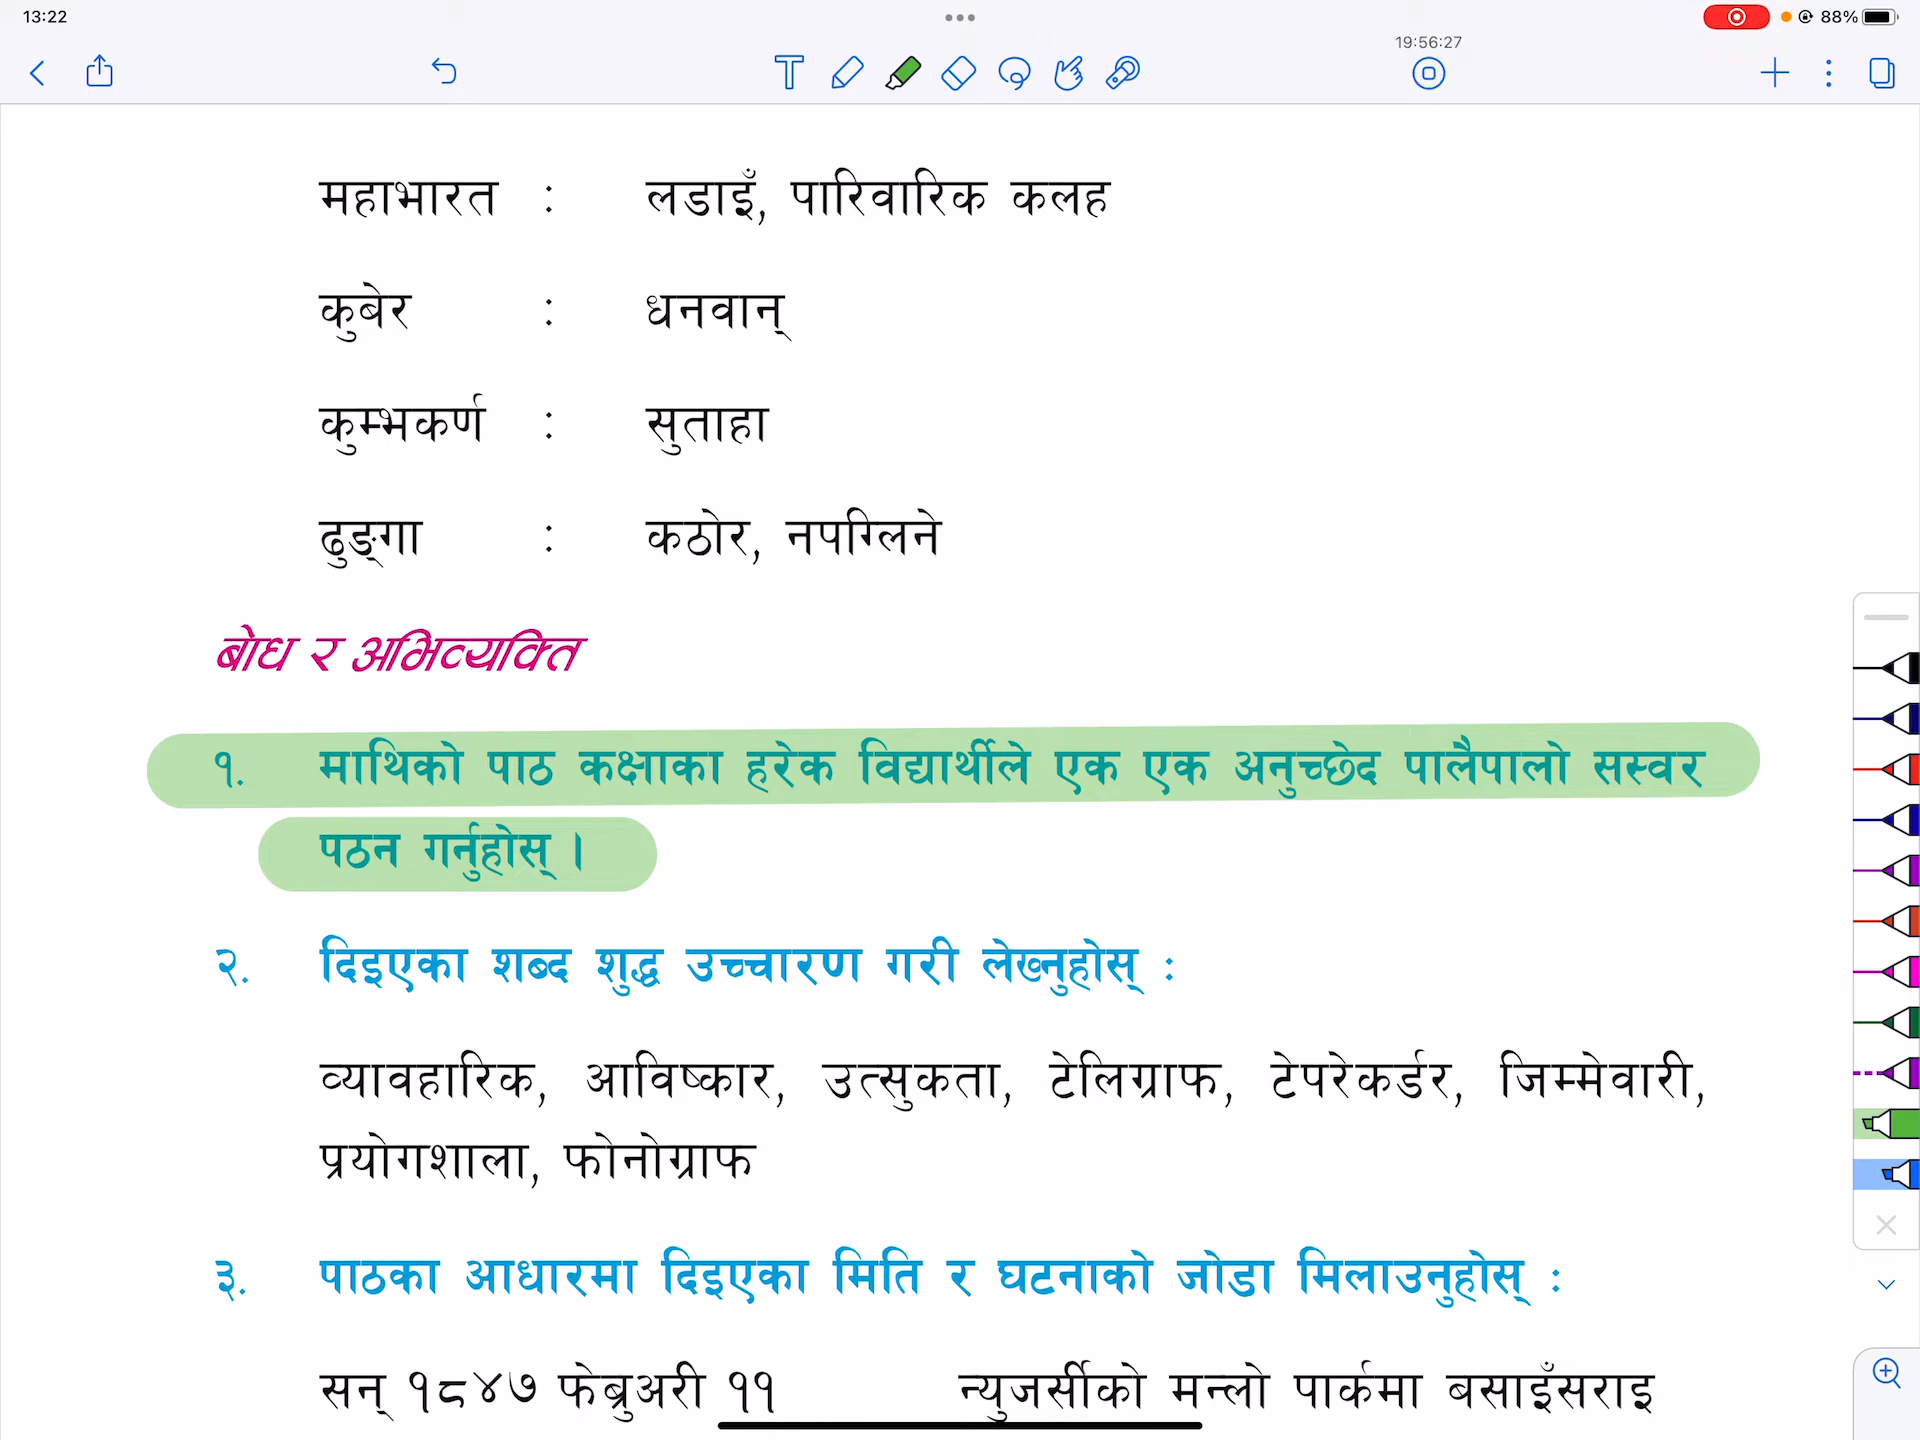 13:22
88%
19:56:27
महाभारत : लडाइँ, पारिवारिक कलह
कुबेर : धनवान्
कुम्भकर्ण : सुताहा
ढुङ्गा : कठोर, नपग्लिने
बोध र अभिव्यक्ति
१. माथिको पाठ कक्षाका हरेक विद्यार्थीले एक एक अनुच्छेद पालैपालो सस्वर
पठन गर्नुहोस् ।
२. दिइएका शब्द शुद्ध उच्चारण गरी लेख्नुहोस् :
व्यावहारिक, आविष्कार, उत्सुकता, टेलिग्राफ, टेपरेकर्डर, जिम्मेवारी,
प्रयोगशाला, फोनोग्राफ
३. पाठका आधारमा दिइएका मिति र घटनाको जोडा मिलाउनुहोस् :
सन् १८४७ फेब्रुअरी ११ न्युजर्सीको मन्लो पार्कमा बसाइँसराइ